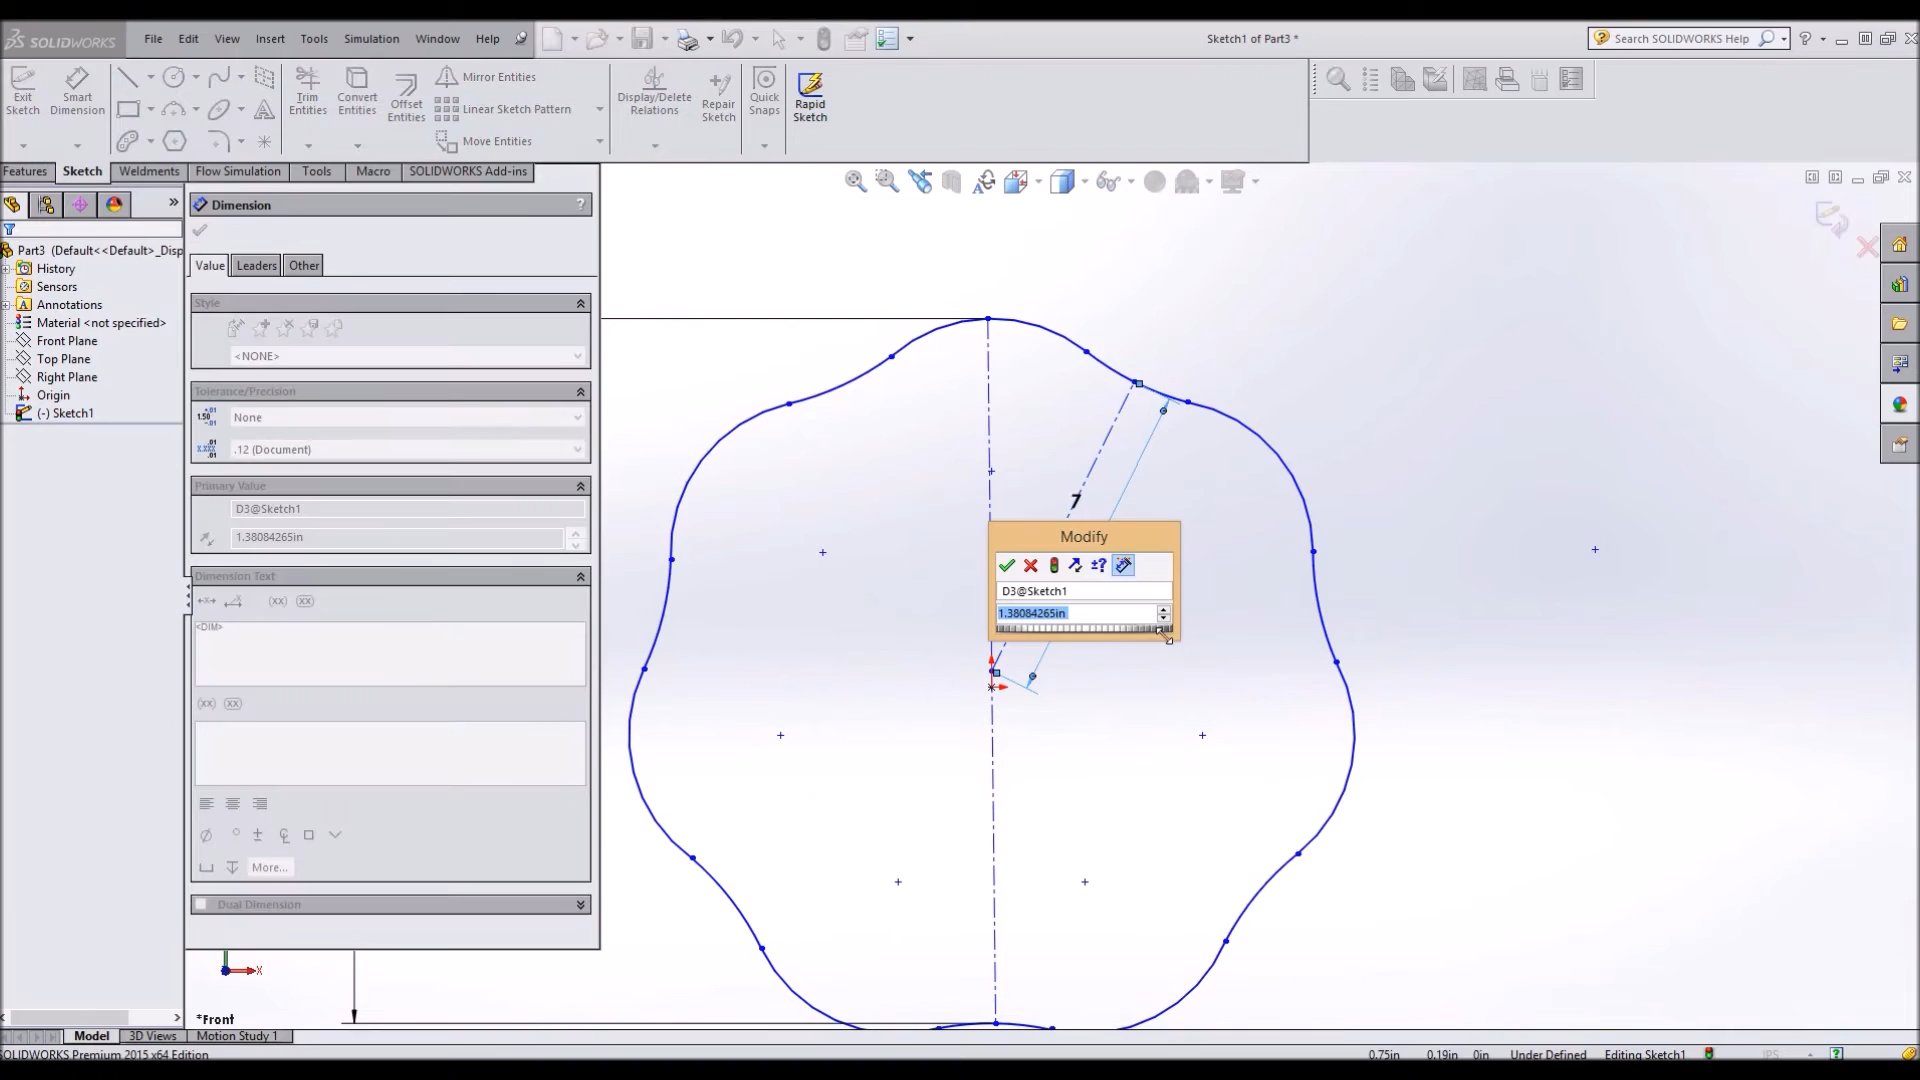 SOLIDWORKS
File Edit View Insert Tools Simulation Window Help
Sketch1 of Part3 *
Search SOLIDWORKS Help
Exit Sketch
Smart Dimension
Trim Entities
Convert Entities
Offset Entities
Mirror Entities
Linear Sketch Pattern
Move Entities
Display/Delete Relations
Repair Sketch
Quick Snaps
Rapid Sketch
Features Sketch Weldments Flow Simulation Tools Macro SOLIDWORKS Add-ins
Part3 (Default<<Default>_Disp
History
Sensors
Annotations
Material <not specified>
Front Plane
Top Plane
Right Plane
Origin
(-) Sketch1
Dimension ?
Value Leaders Other
Style
<NONE>
Tolerance/Precision
None
.12 (Document)
Primary Value
D3@Sketch1
1.38084265in
Dimension Text
(xx) (xx)
<DIM>
(xx) (xx)
More...
Dual Dimension
7
Modify
±?
D3@Sketch1
1.38084265in
X
*Front
Model 3D Views Motion Study 1
SOLIDWORKS Premium 2015 x64 Edition
0.75in 0.19in 0in Under Defined Editing Sketch1 IPS